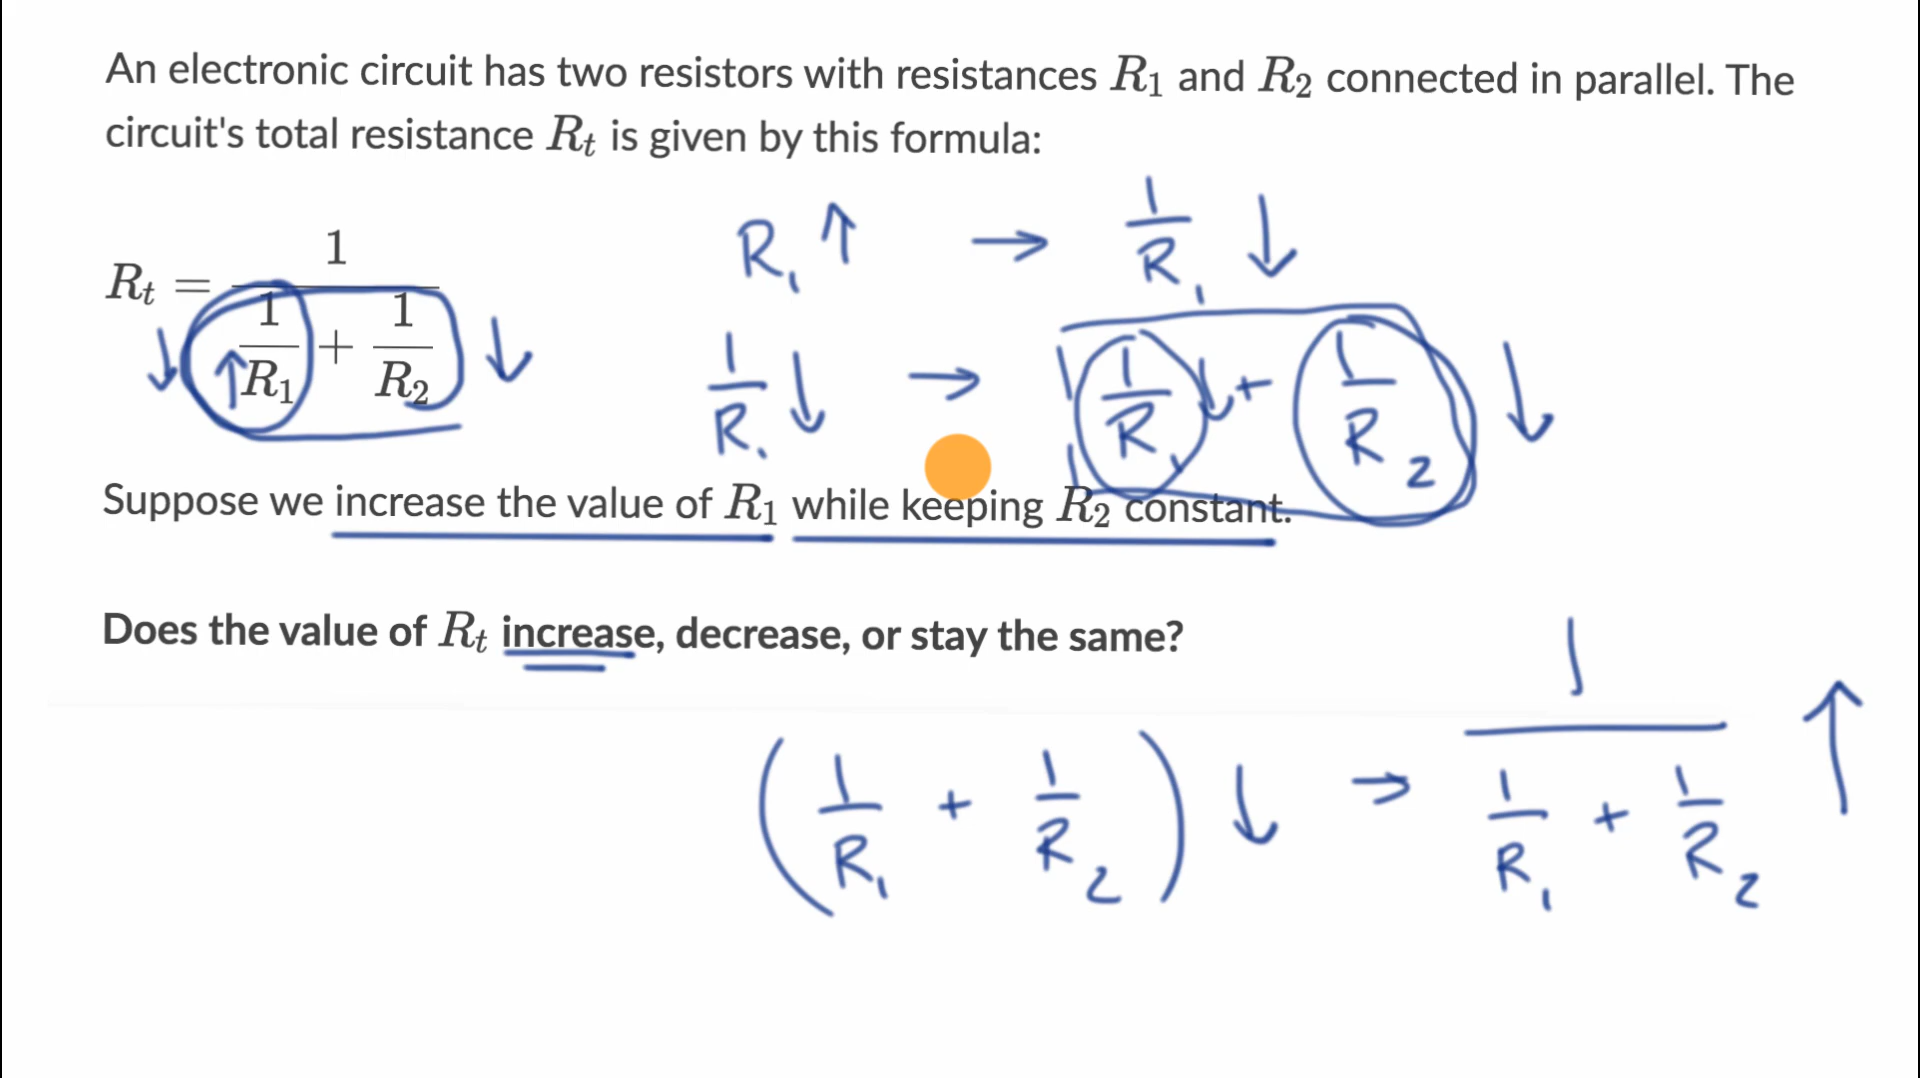 An electronic circuit has two resistors with resistances R₁ and R₂ connected in parallel. The
circuit's total resistance Rₜ is given by this formula:
R₁ ↑ → 1/R₁ ↓
Rₜ = 1/(1/R₁ + 1/R₂)
↓ ↑ ↓
1/R₁ ↓ → 1/R₁ ↓ + 1/R₂ ↓
Suppose we increase the value of R₁ while keeping R₂ constant.
Does the value of Rₜ increase, decrease, or stay the same?
(1/R₁ + 1/R₂) ↓ → 1/(1/R₁ + 1/R₂) ↑